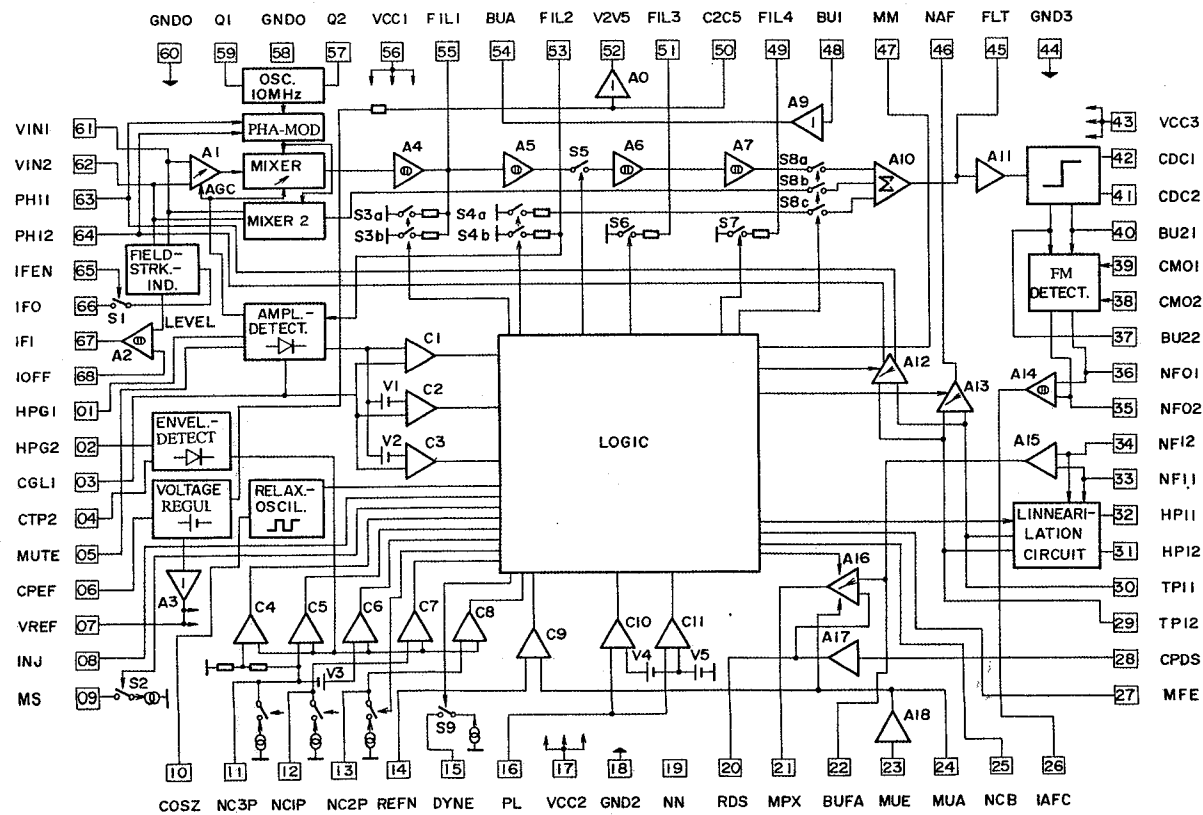 GNDO Q1 GNDO Q2 VCC1 FIL1 BUA FIL2 V2V5 FIL3 C2C5 FIL4 BU1 MM NAF FLT GND3
60 59 58 57 56 55 54 53 52 51 50 49 48 47 46 45 44
OSC.
10MHz
A0
A9
PHA-MOD
VIN1 61
43 VCC3
VIN2 62
A1
MIXER
A4 A5 S5 A6 A7 S8a A10 A11
42 CDC1
AGC
S8b
Σ
PH11 63
S8c
41 CDC2
MIXER 2
S3a S4a S6 S7
PH12 64
S3b S4b
40 BU21
IFEN 65
FIELD-
STRK.-
IND.
FM
DETECT.
39 CMO1
IFO 66
S1
38 CMO2
LEVEL
AMPL.-
DETECT.
IFI 67
A2
37 BU22
C1
A12
IOFF 68
36 NFO1
V1
A13
A14
HPG1 01
C2
35 NFO2
ENVEL.-
DETECT
V2
C3
LOGIC
A15
HPG2 02
34 NF12
CGL1 03
33 NF11
VOLTAGE
REGUL
RELAX.-
OSCIL.
CTP2 04
LINNEARI-
LATION
CIRCUIT
32 HP11
MUTE 05
31 HP12
A16
CPEF 06
30 TP11
A3
VREF 07
C4 C5 C6 C7 C8 C9 C10 C11
29 TP12
A17
INJ 08
V3 V4 V5
28 CPDS
MS 09
S2
27 MFE
S9
A18
10 11 12 13 14 15 16 17 18 19 20 21 22 23 24 25 26
COSZ NC3P NC1P NC2P REFN DYNE PL VCC2 GND2 NN RDS MPX BUFA MUE MUA NCB IAFC